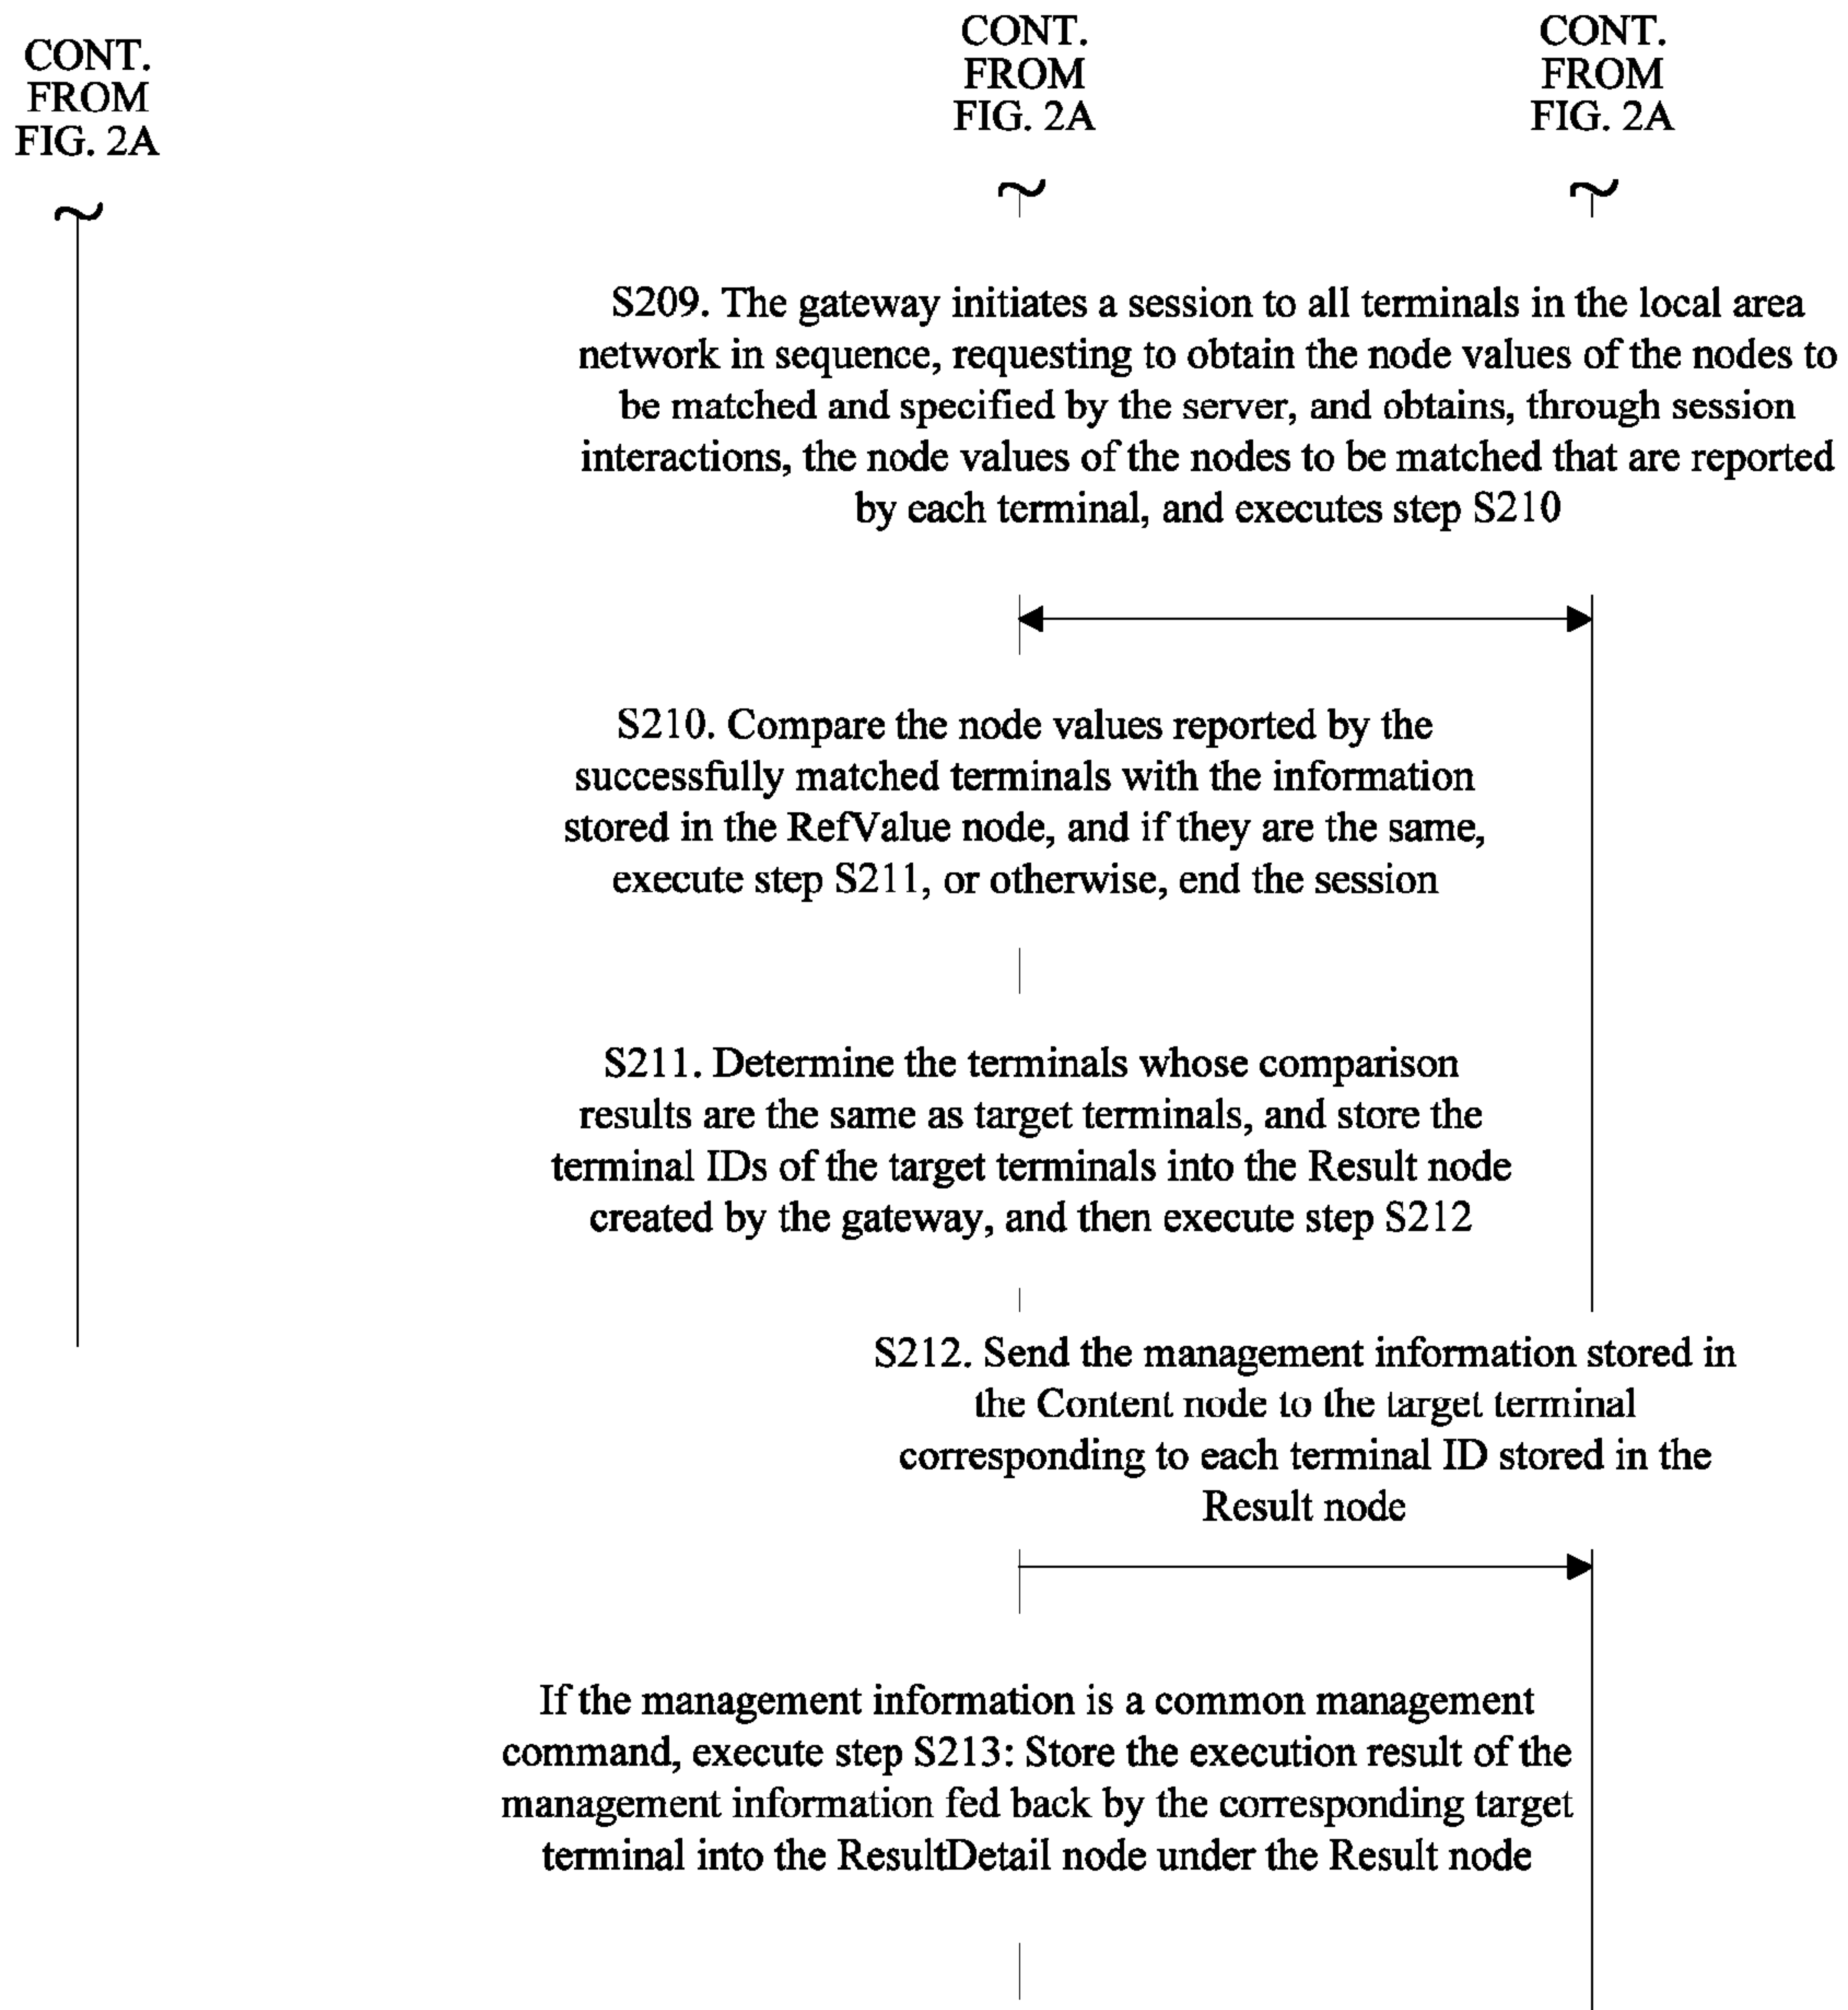 CONT.
FROM
FIG. 2A
CONT.
FROM
FIG. 2A
CONT.
FROM
FIG. 2A
S209. The gateway initiates a session to all terminals in the local area
network in sequence, requesting to obtain the node values of the nodes to
be matched and specified by the server, and obtains, through session
interactions, the node values of the nodes to be matched that are reported
by each terminal, and executes step S210
S210. Compare the node values reported by the
successfully matched terminals with the information
stored in the RefValue node, and if they are the same,
execute step S211, or otherwise, end the session
S211. Determine the terminals whose comparison
results are the same as target terminals, and store the
terminal IDs of the target terminals into the Result node
created by the gateway, and then execute step S212
S212. Send the management information stored in
the Content node to the target terminal
corresponding to each terminal ID stored in the
Result node
If the management information is a common management
command, execute step S213: Store the execution result of the
management information fed back by the corresponding target
terminal into the ResultDetail node under the Result node